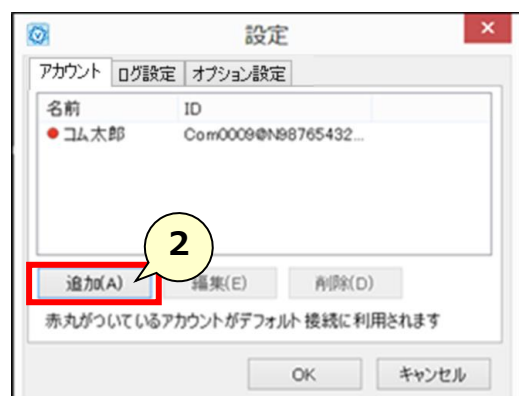 設定
アカウント ログ設定 オプション設定
名前 ID
コム太郎 Com0009@N98765432...
2
追加(A) 編集(E) 削除(D)
赤丸がついているアカウントがデフォルト接続に利用されます
OK キャンセル